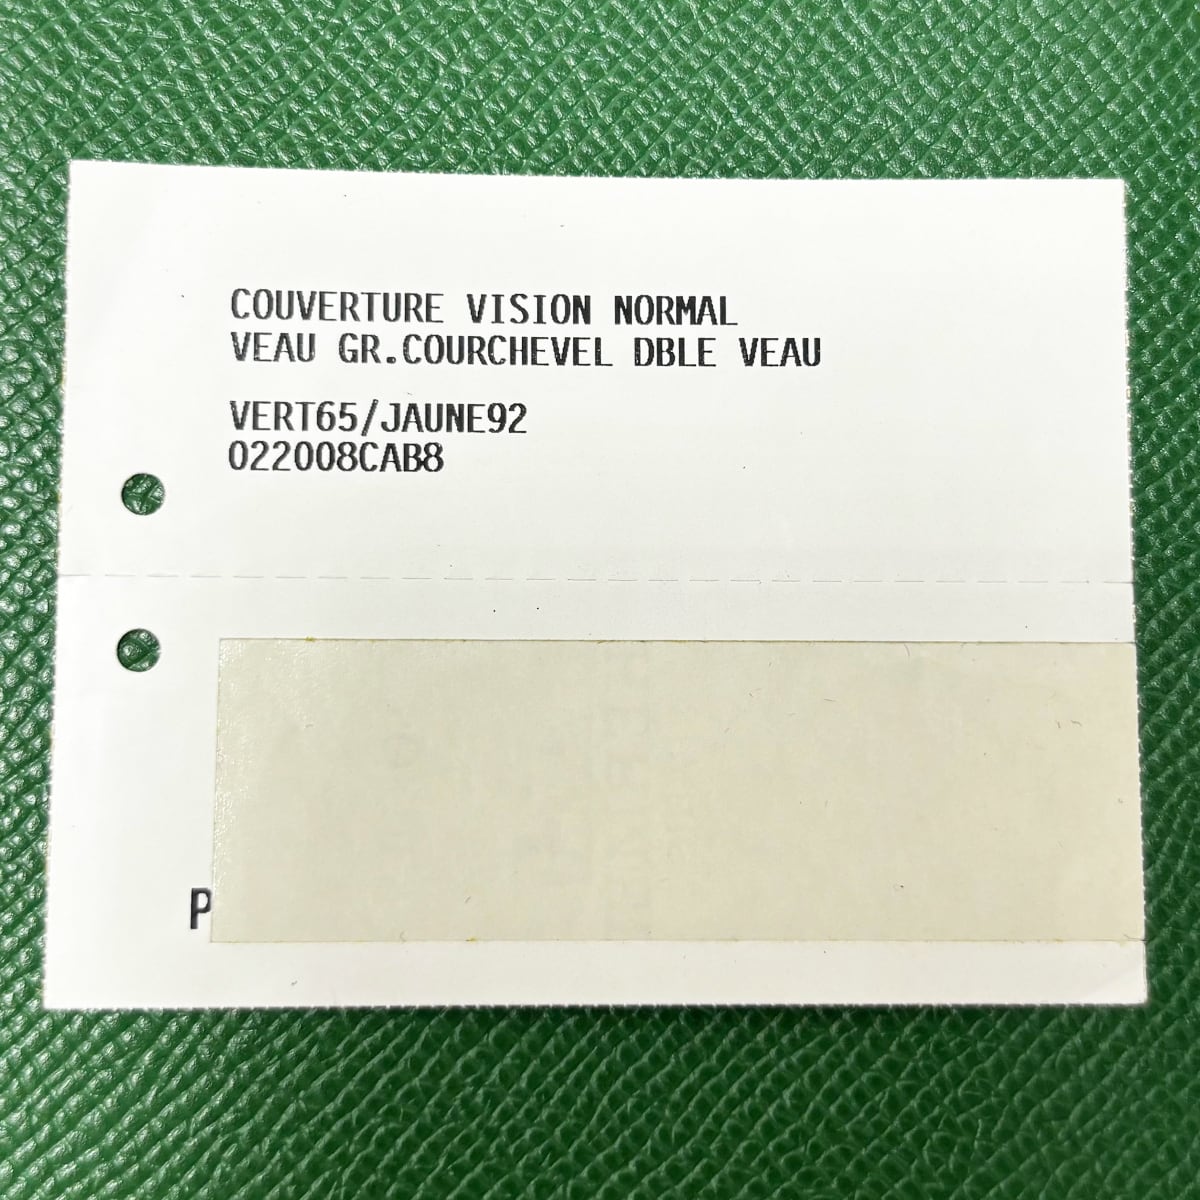 COUVERTURE VISION NORMAL
VEAU GR.COURCHEVEL DBLE VEAU
VERT65/JAUNE92
022008CAB8
P